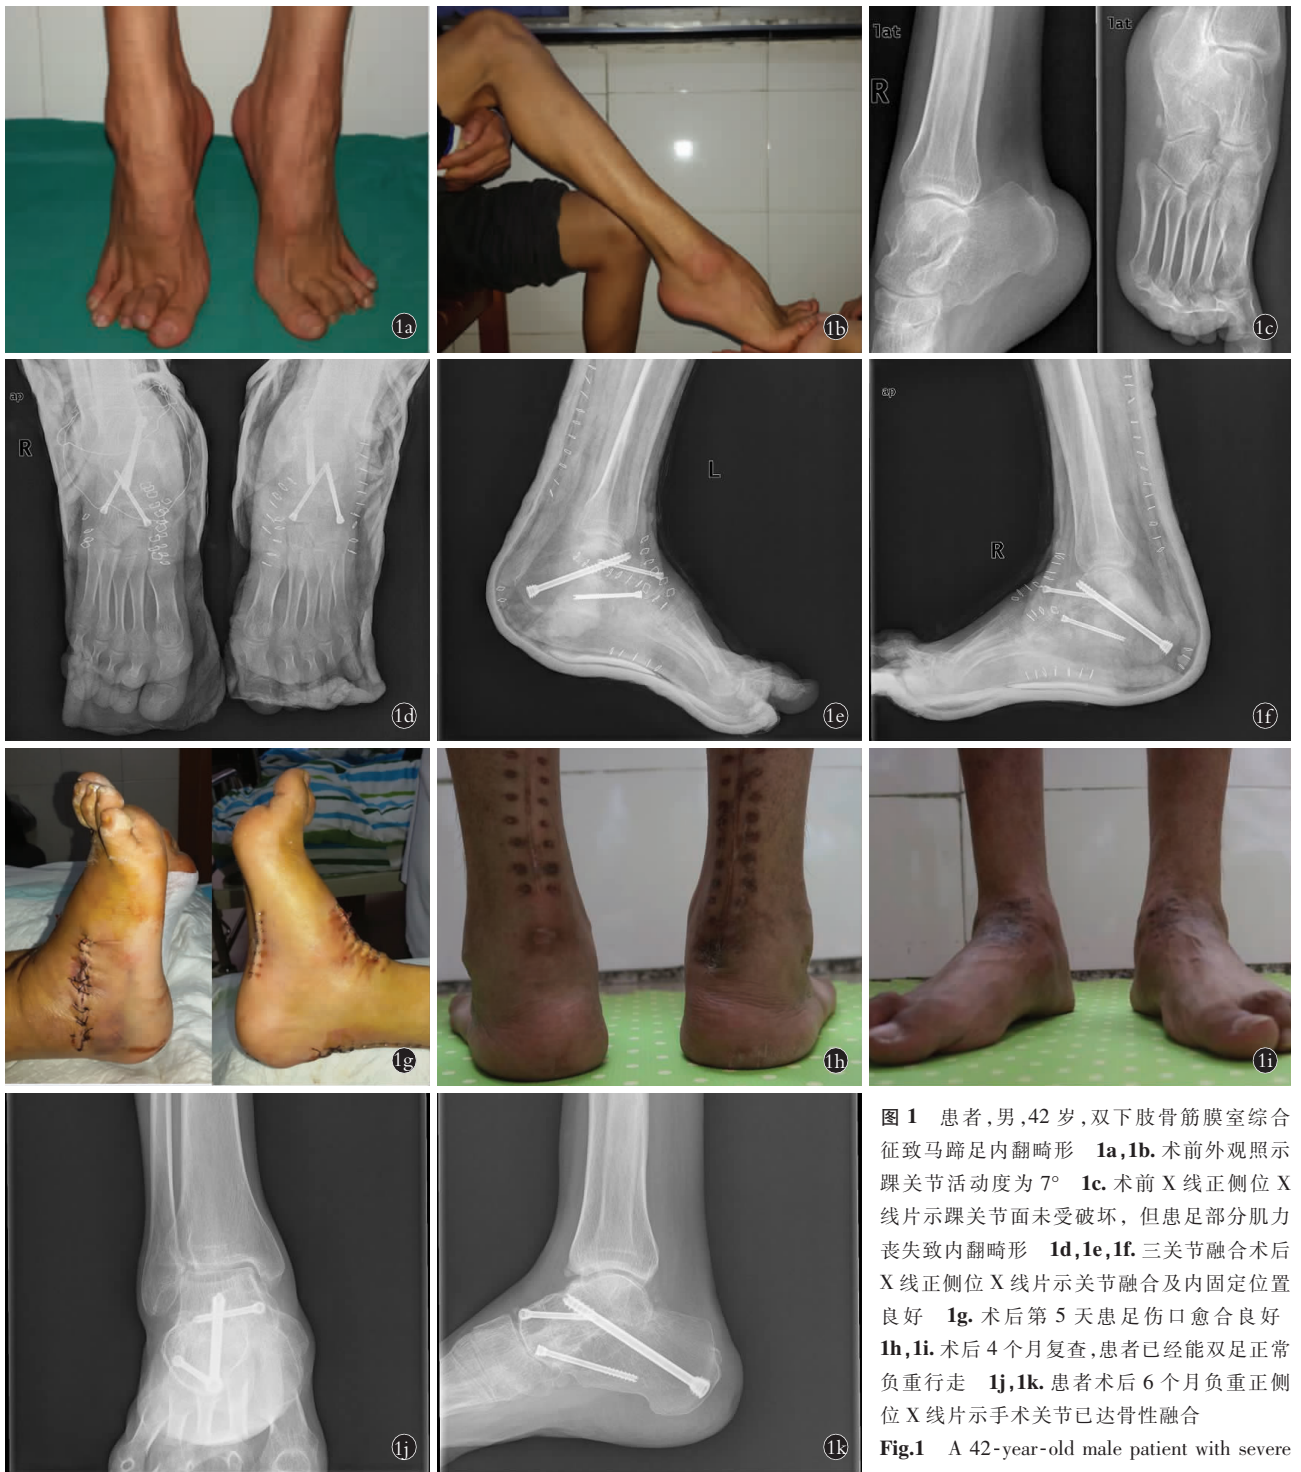 1a
1b
lat
R
lat
1c
ap
R
1d
L
1e
ap
R
1f
1g
1h
1i
1j
1k
图 1 患者,男,42 岁,双下肢骨筋膜室综合
征致马蹄足内翻畸形 1a,1b. 术前外观照示
踝关节活动度为 7° 1c. 术前 X 线正侧位 X
线片示踝关节面未受破坏,但患足部分肌力
丧失致内翻畸形 1d,1e,1f. 三关节融合术后
X 线正侧位 X 线片示关节融合及内固定位置
良好 1g. 术后第 5 天患足伤口愈合良好
1h,1i. 术后 4 个月复查,患者已经能双足正常
负重行走 1j,1k. 患者术后 6 个月负重正侧
位 X 线片示手术关节已达骨性融合
Fig.1 A 42-year-old male patient with severe